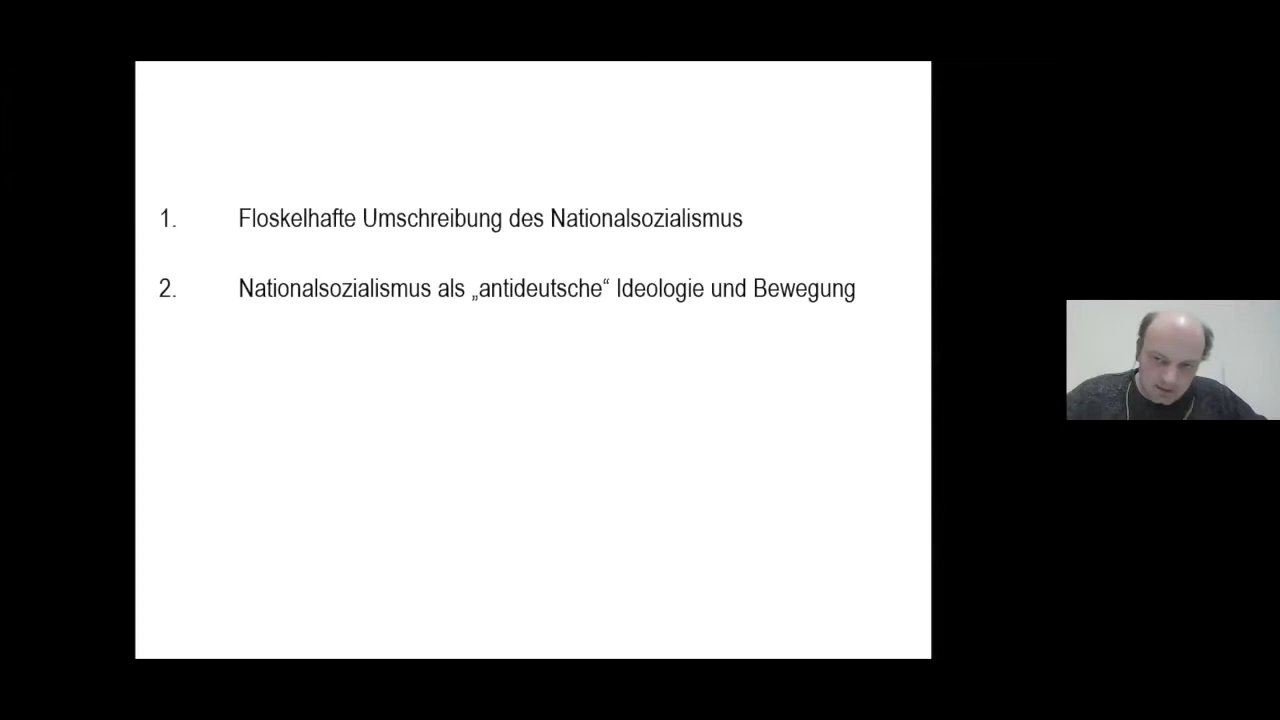 1. Floskelhafte Umschreibung des Nationalsozialismus
2. Nationalsozialismus als „antideutsche“ Ideologie und Bewegung